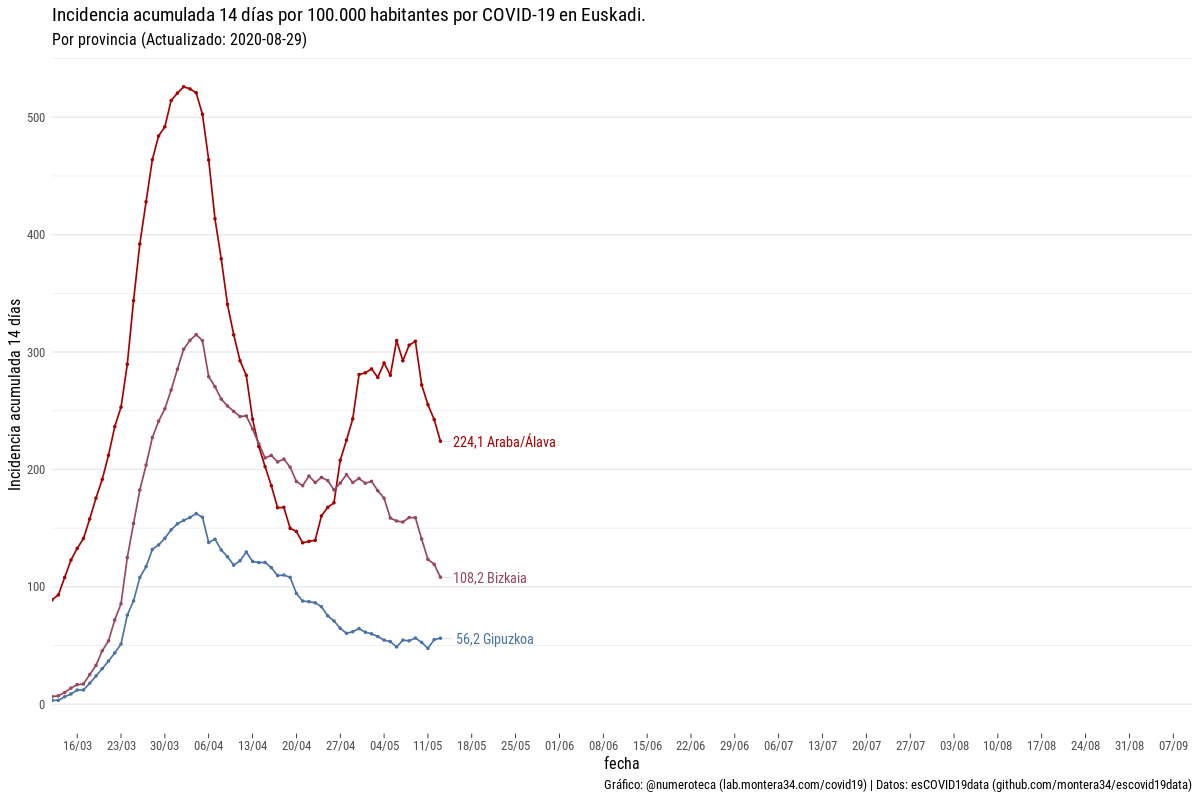 Incidencia acumulada 14 días por 100.000 habitantes por COVID-19 en Euskadi.
Por provincia (Actualizado: 2020-08-29)
Incidencia acumulada 14 días
500
400
300
200
100
0
224,1 Araba/Álava
108,2 Bizkaia
56,2 Gipuzkoa
16/03 23/03 30/03 06/04 13/04 20/04 27/04 04/05 11/05 18/05 25/05 01/06 08/06 15/06 22/06 29/06 06/07 13/07 20/07 27/07 03/08 10/08 17/08 24/08 31/08 07/09
fecha
Gráfico: @numeroteca (lab.montera34.com/covid19) | Datos: esCOVID19data (github.com/montera34/escovid19data)